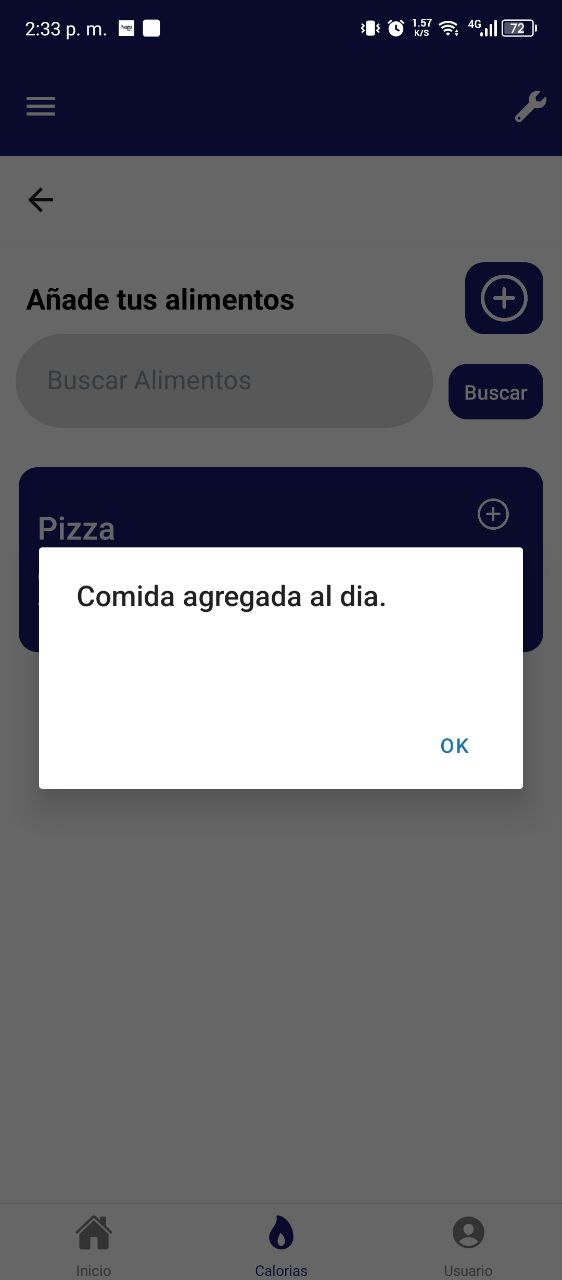 2:33 p. m.
1.57
K/S
4G
72
Añade tus alimentos
Buscar Alimentos
Buscar
Pizza
Comida agregada al dia.
OK
Inicio
Calorias
Usuario